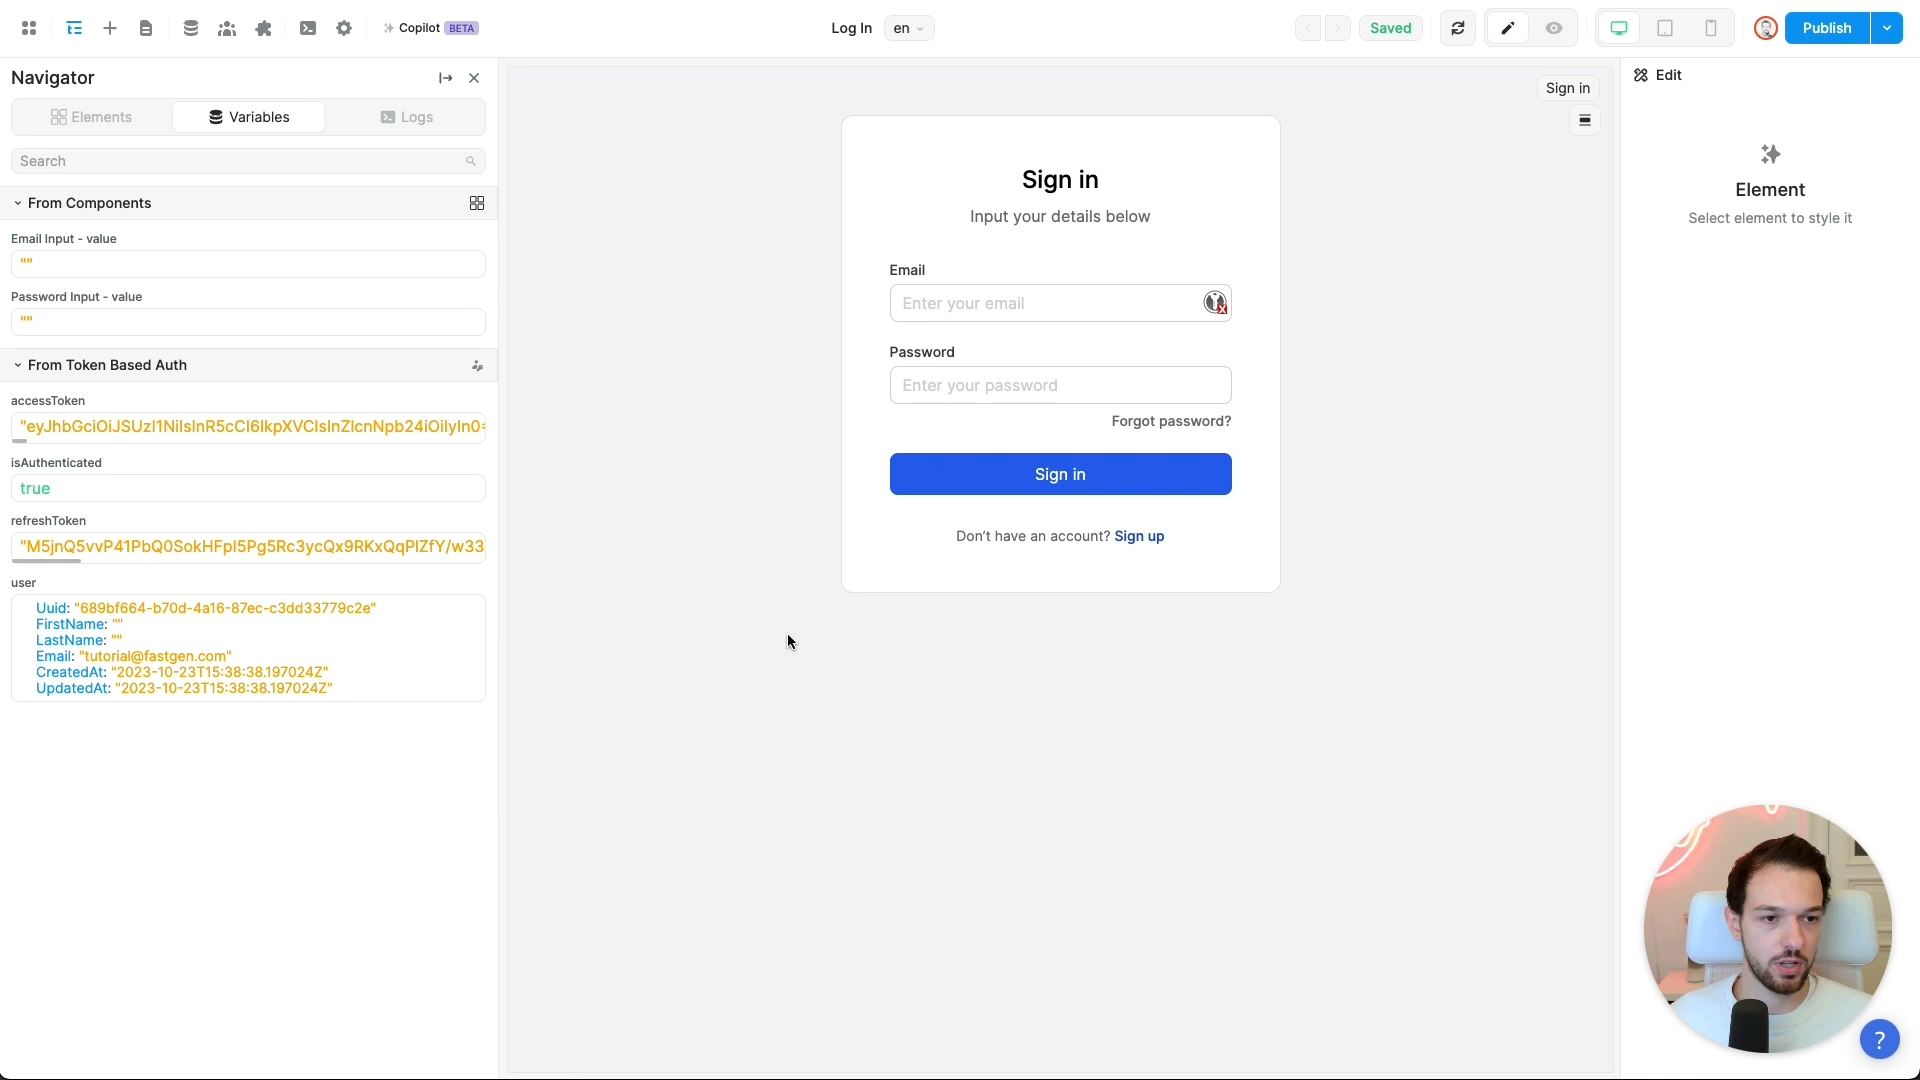 Copilot BETA
Log In en
Saved
Publish
Navigator
Elements
Variables
Logs
Search
From Components
Email Input - value
""
Password Input - value
""
From Token Based Auth
accessToken
isAuthenticated
true
refreshToken
user
Uuid: "689bf664-b70d-4a16-87ec-c3dd33779c2e"
FirstName: ""
LastName: ""
Email: "tutorial@fastgen.com"
CreatedAt: "2023-10-23T15:38:38.197024Z"
UpdatedAt: "2023-10-23T15:38:38.197024Z"
Sign in
Sign in
Input your details below
Email
Enter your email
Password
Enter your password
Forgot password?
Sign in
Don't have an account? Sign up
Edit
Element
Select element to style it
?